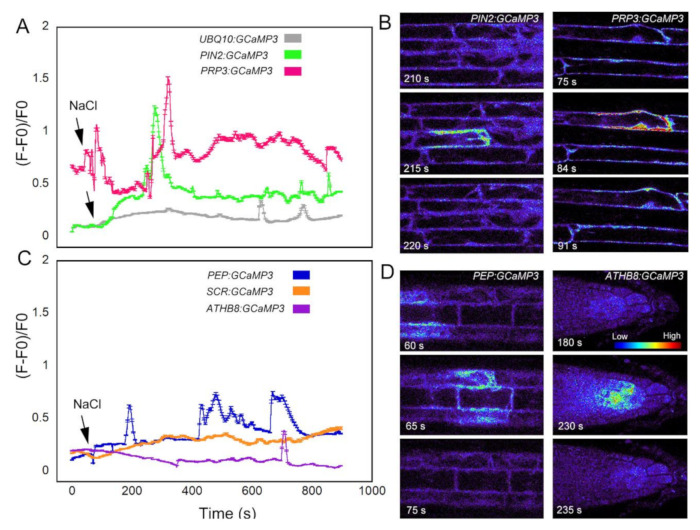 A
2
1.5
1
0.5
0
(F-F0)/F0
UBQ10:GCaMP3
PIN2:GCaMP3
PRP3:GCaMP3
NaCl
B
PIN2:GCaMP3
PRP3:GCaMP3
210 s
75 s
215 s
84 s
220 s
91 s
C
2
1.5
1
0.5
0
(F-F0)/F0
PEP:GCaMP3
SCR:GCaMP3
ATHB8:GCaMP3
NaCl
0
200
400
600
800
1000
Time (s)
D
PEP:GCaMP3
ATHB8:GCaMP3
Low
High
60 s
180 s
65 s
230 s
75 s
235 s